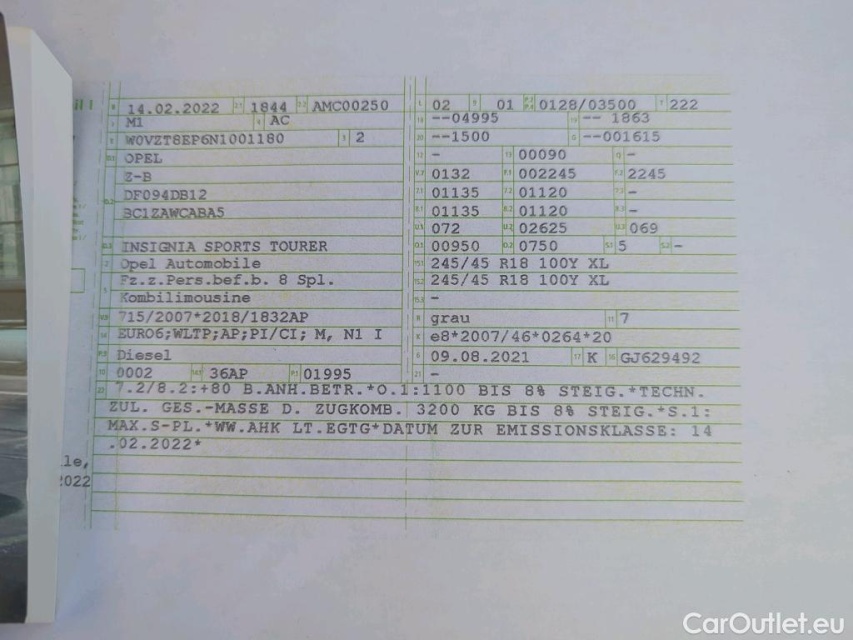 14.02.2022 1844 AMC00250 02 01 0128/03500 222
M1 AC --04995 -- 1863
W0VZT8EP6N1001180 2 --1500 --001615
OPEL - 00090 -
Z-B 0132 002245 2245
DF094DB12 01135 01120 -
BC1ZAWCABA5 01135 01120 -
072 02625 069
INSIGNIA SPORTS TOURER 00950 0750 5 -
Opel Automobile 245/45 R18 100Y XL
Fz.z.Pers.bef.b. 8 Spl. 245/45 R18 100Y XL
Kombilimousine -
715/2007*2018/1832AP grau 7
EURO6;WLTP;AP;PI/CI; M, N1 I e8*2007/46*0264*20
Diesel 09.08.2021 K GJ629492
0002 36AP 01995 -
7.2/8.2:+80 B.ANH.BETR.*O.1:1100 BIS 8% STEIG.*TECHN.
ZUL. GES.-MASSE D. ZUGKOMB. 3200 KG BIS 8% STEIG.*S.1:
MAX.S-PL.*WW.AHK LT.EGTG*DATUM ZUR EMISSIONSKLASSE: 14
.02.2022*
le,
2022
CarOutlet.eu